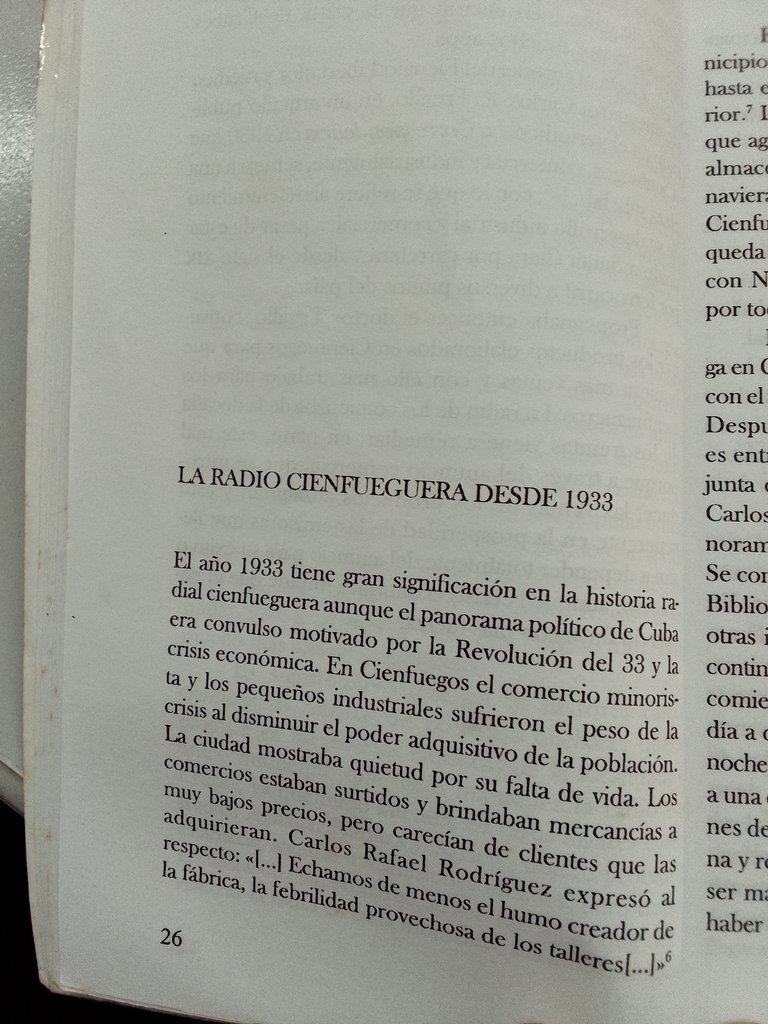 LA RADIO CIENFUEGUERA DESDE 1933
El año 1933 tiene gran significación en la historia ra-
dial cienfueguera aunque el panorama político de Cuba
era convulso motivado por la Revolución del 33 y la
crisis económica. En Cienfuegos el comercio minoris-
ta y los pequeños industriales sufrieron el peso de la
crisis al disminuir el poder adquisitivo de la población.
La ciudad mostraba quietud por su falta de vida. Los
comercios estaban surtidos y brindaban mercancías a
muy bajos precios, pero carecían de clientes que las
adquirieran. Carlos Rafael Rodríguez expresó al
respecto: «[...] Echamos de menos el humo creador de
la fábrica, la febrilidad provechosa de los talleres[...]»6
26
nicipio
hasta e
rior.7 L
que ag
almace
naviera
Cienfu
queda
con N
por to
ga en C
con el
Despu
es ent
junta
Carlos
noram
Se con
Biblio
otras i
contin
comie
día a
noche
a una
nes de
na y re
ser ma
haber